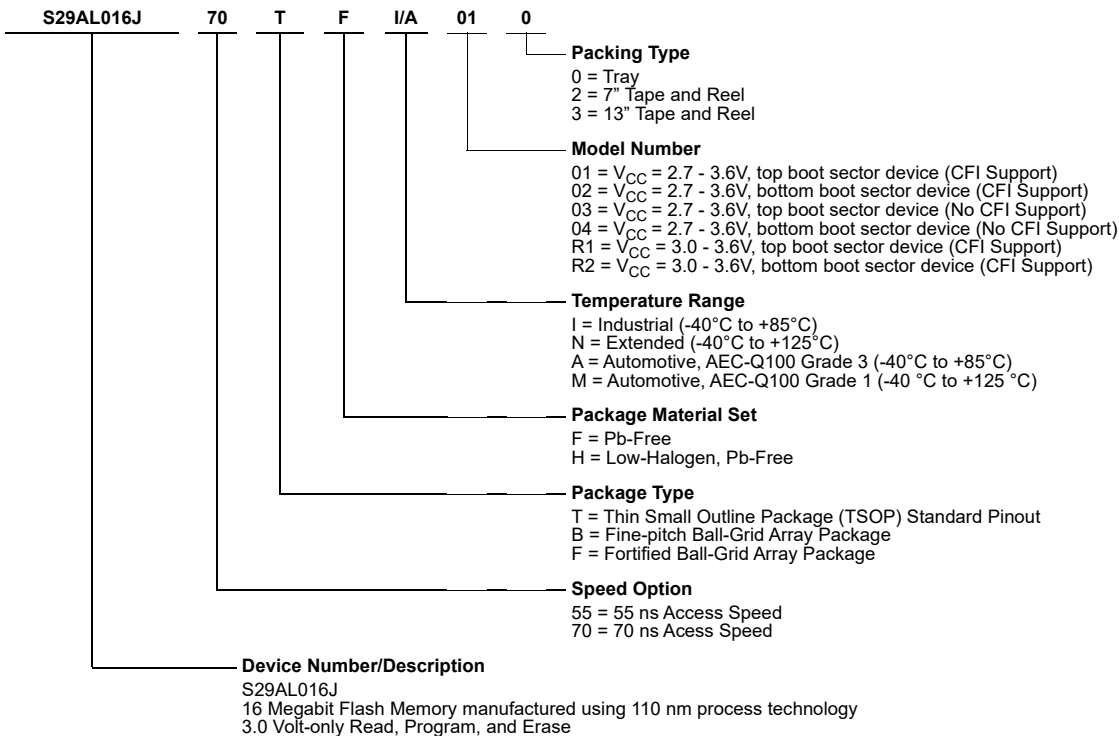 S29AL016J 70 T F I/A 01 0
Packing Type
0 = Tray
2 = 7” Tape and Reel
3 = 13” Tape and Reel
Model Number
01 = VCC = 2.7 - 3.6V, top boot sector device (CFI Support)
02 = VCC = 2.7 - 3.6V, bottom boot sector device (CFI Support)
03 = VCC = 2.7 - 3.6V, top boot sector device (No CFI Support)
04 = VCC = 2.7 - 3.6V, bottom boot sector device (No CFI Support)
R1 = VCC = 3.0 - 3.6V, top boot sector device (CFI Support)
R2 = VCC = 3.0 - 3.6V, bottom boot sector device (CFI Support)
Temperature Range
I = Industrial (-40°C to +85°C)
N = Extended (-40°C to +125°C)
A = Automotive, AEC-Q100 Grade 3 (-40°C to +85°C)
M = Automotive, AEC-Q100 Grade 1 (-40 °C to +125 °C)
Package Material Set
F = Pb-Free
H = Low-Halogen, Pb-Free
Package Type
T = Thin Small Outline Package (TSOP) Standard Pinout
B = Fine-pitch Ball-Grid Array Package
F = Fortified Ball-Grid Array Package
Speed Option
55 = 55 ns Access Speed
70 = 70 ns Acess Speed
Device Number/Description
S29AL016J
16 Megabit Flash Memory manufactured using 110 nm process technology
3.0 Volt-only Read, Program, and Erase